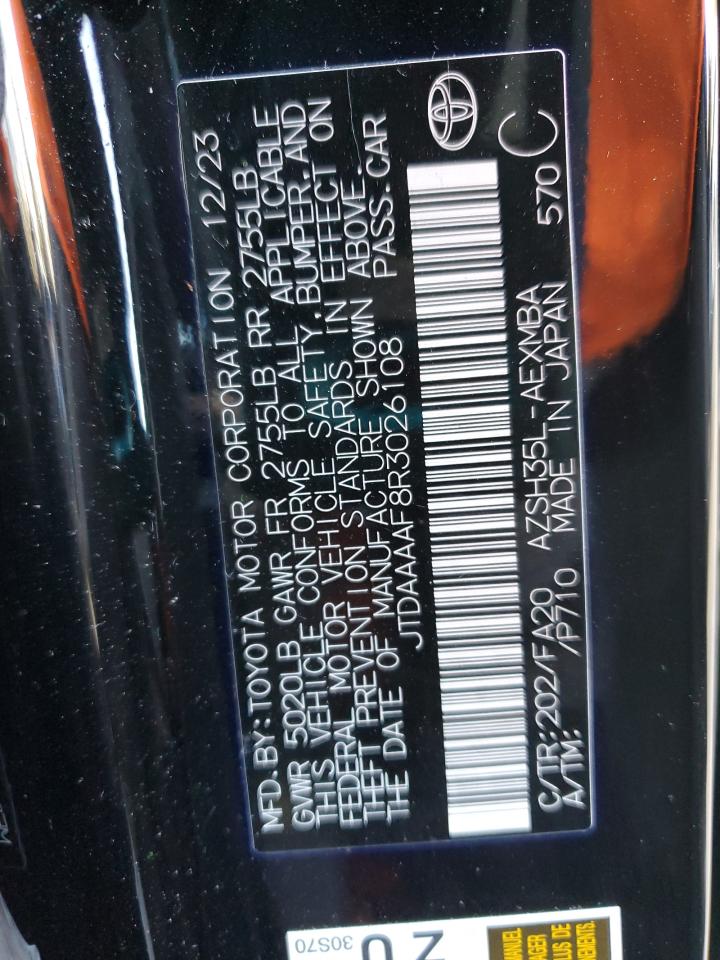 MFD.BY:TOYOTA MOTOR CORPORATION 12/23
GVWR 5020LB GAWR FR 2755LB RR 2755LB
THIS VEHICLE CONFORMS TO ALL APPLICABLE
FEDERAL MOTOR VEHICLE SAFETY,BUMPER,AND
THEFT PREVENTION STANDARDS IN EFFECT ON
THE DATE OF MANUFACTURE SHOWN ABOVE.
JTDAAAAF8R3026108 PASS.CAR
C/TR:202/FA20 AZSH35L-AEXMBA 570
A/TM: /P710 MADE IN JAPAN C
30S70